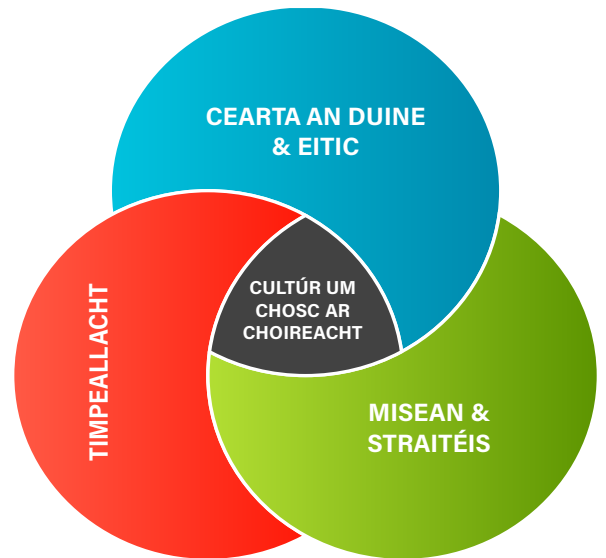 CEARTA AN DUINE
& EITIC
CULTÚR UM
CHOSC AR
CHOIREACHT
TIMPEALLACHT
MISEAN &
STRAITÉIS